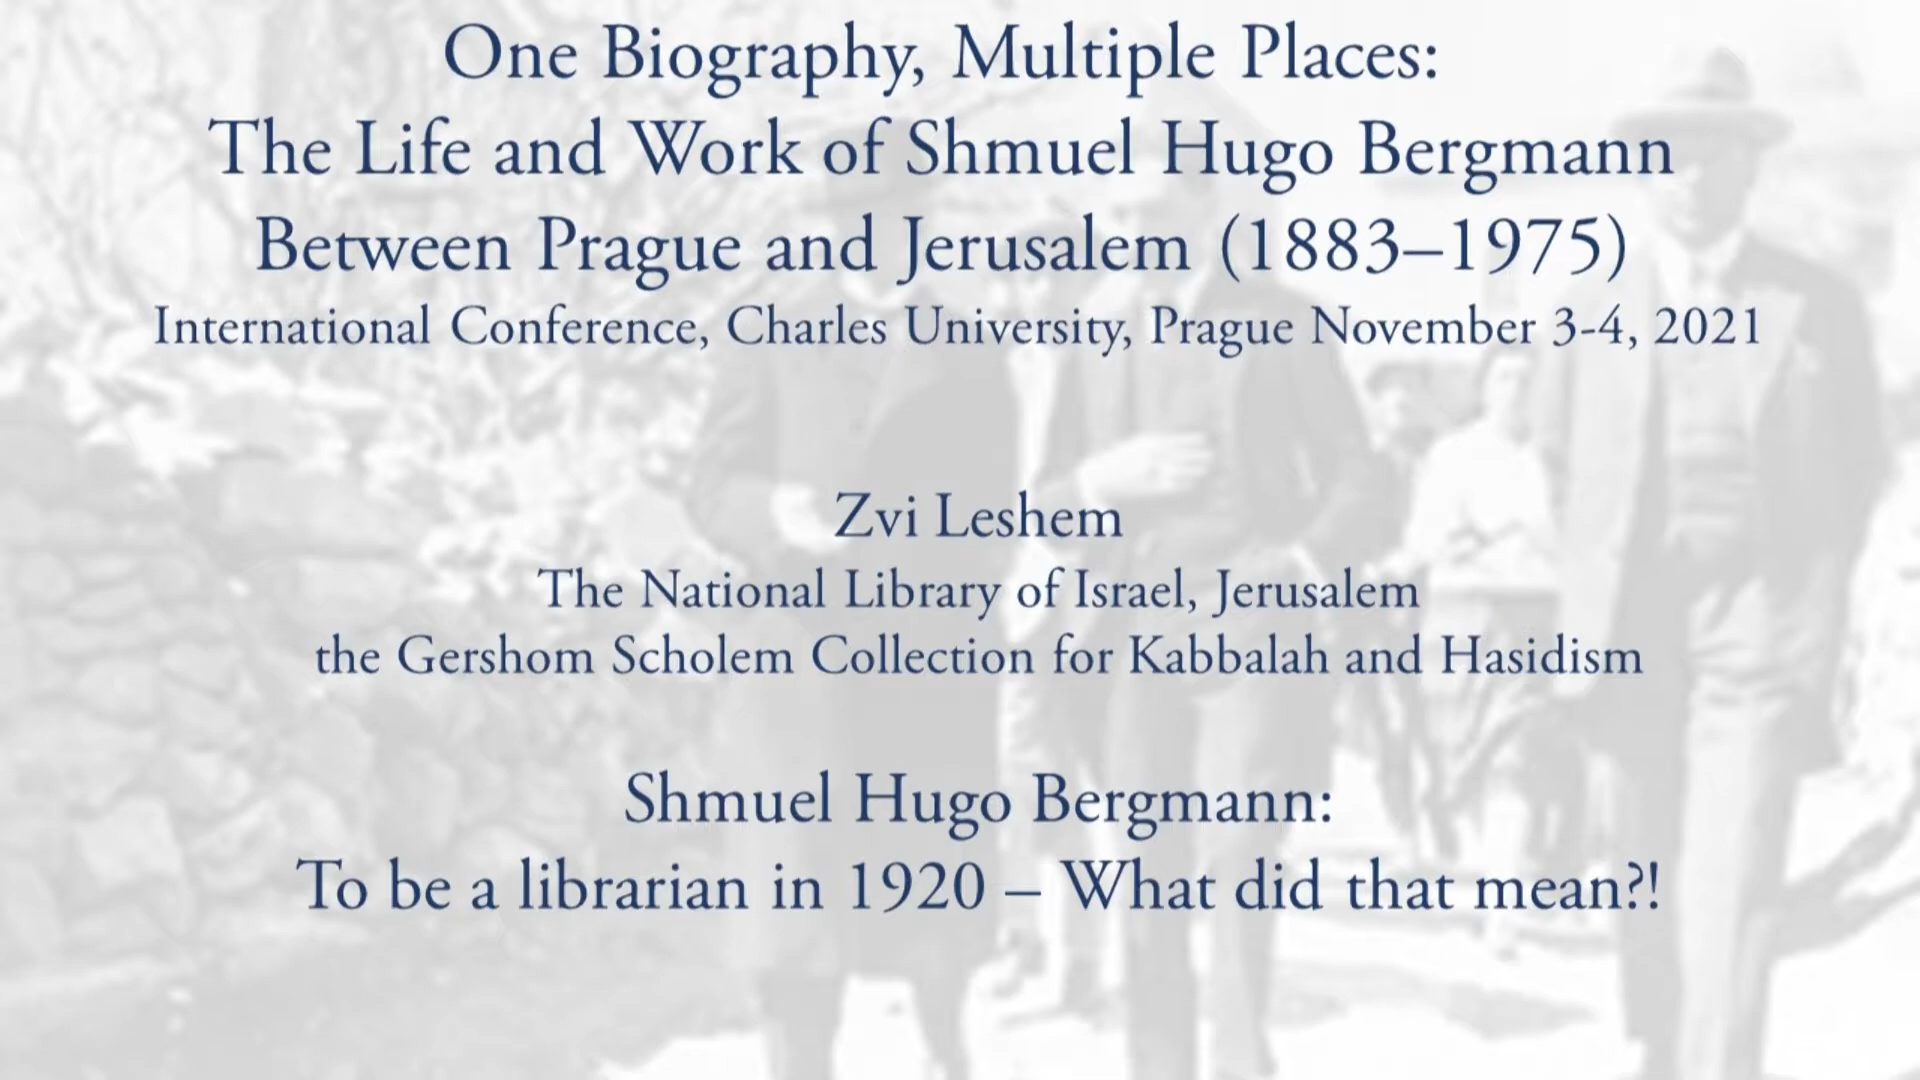 One Biography, Multiple Places:
The Life and Work of Shmuel Hugo Bergmann
Between Prague and Jerusalem (1883–1975)
International Conference, Charles University, Prague November 3-4, 2021
Zvi Leshem
The National Library of Israel, Jerusalem
the Gershom Scholem Collection for Kabbalah and Hasidism
Shmuel Hugo Bergmann:
To be a librarian in 1920 – What did that mean?!